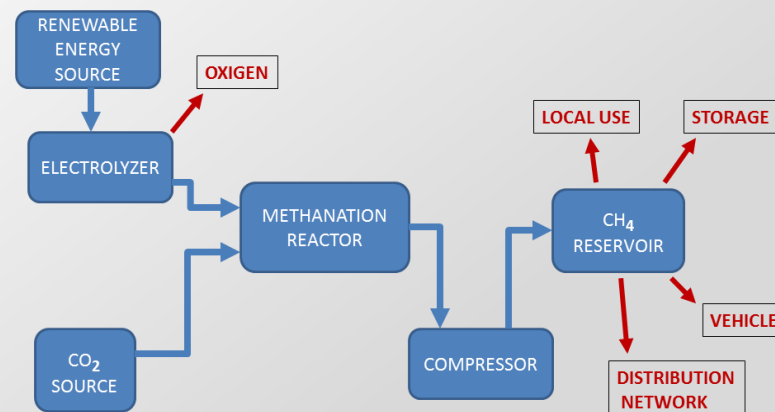 RENEWABLE
ENERGY
SOURCE
OXIGEN
LOCAL USE
STORAGE
ELECTROLYZER
METHANATION
REACTOR
CH4
RESERVOIR
CO2
SOURCE
COMPRESSOR
VEHICLE
DISTRIBUTION
NETWORK